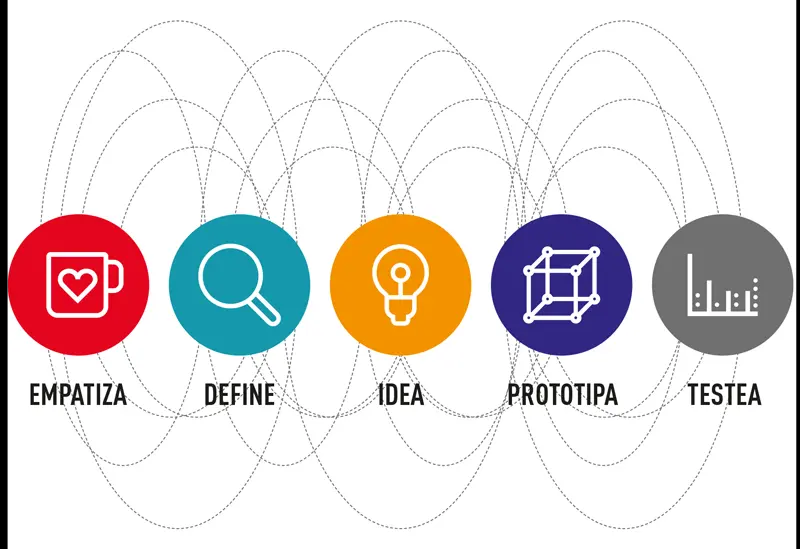 EMPATIZA
DEFINE
IDEA
PROTOTIPA
TESTEA